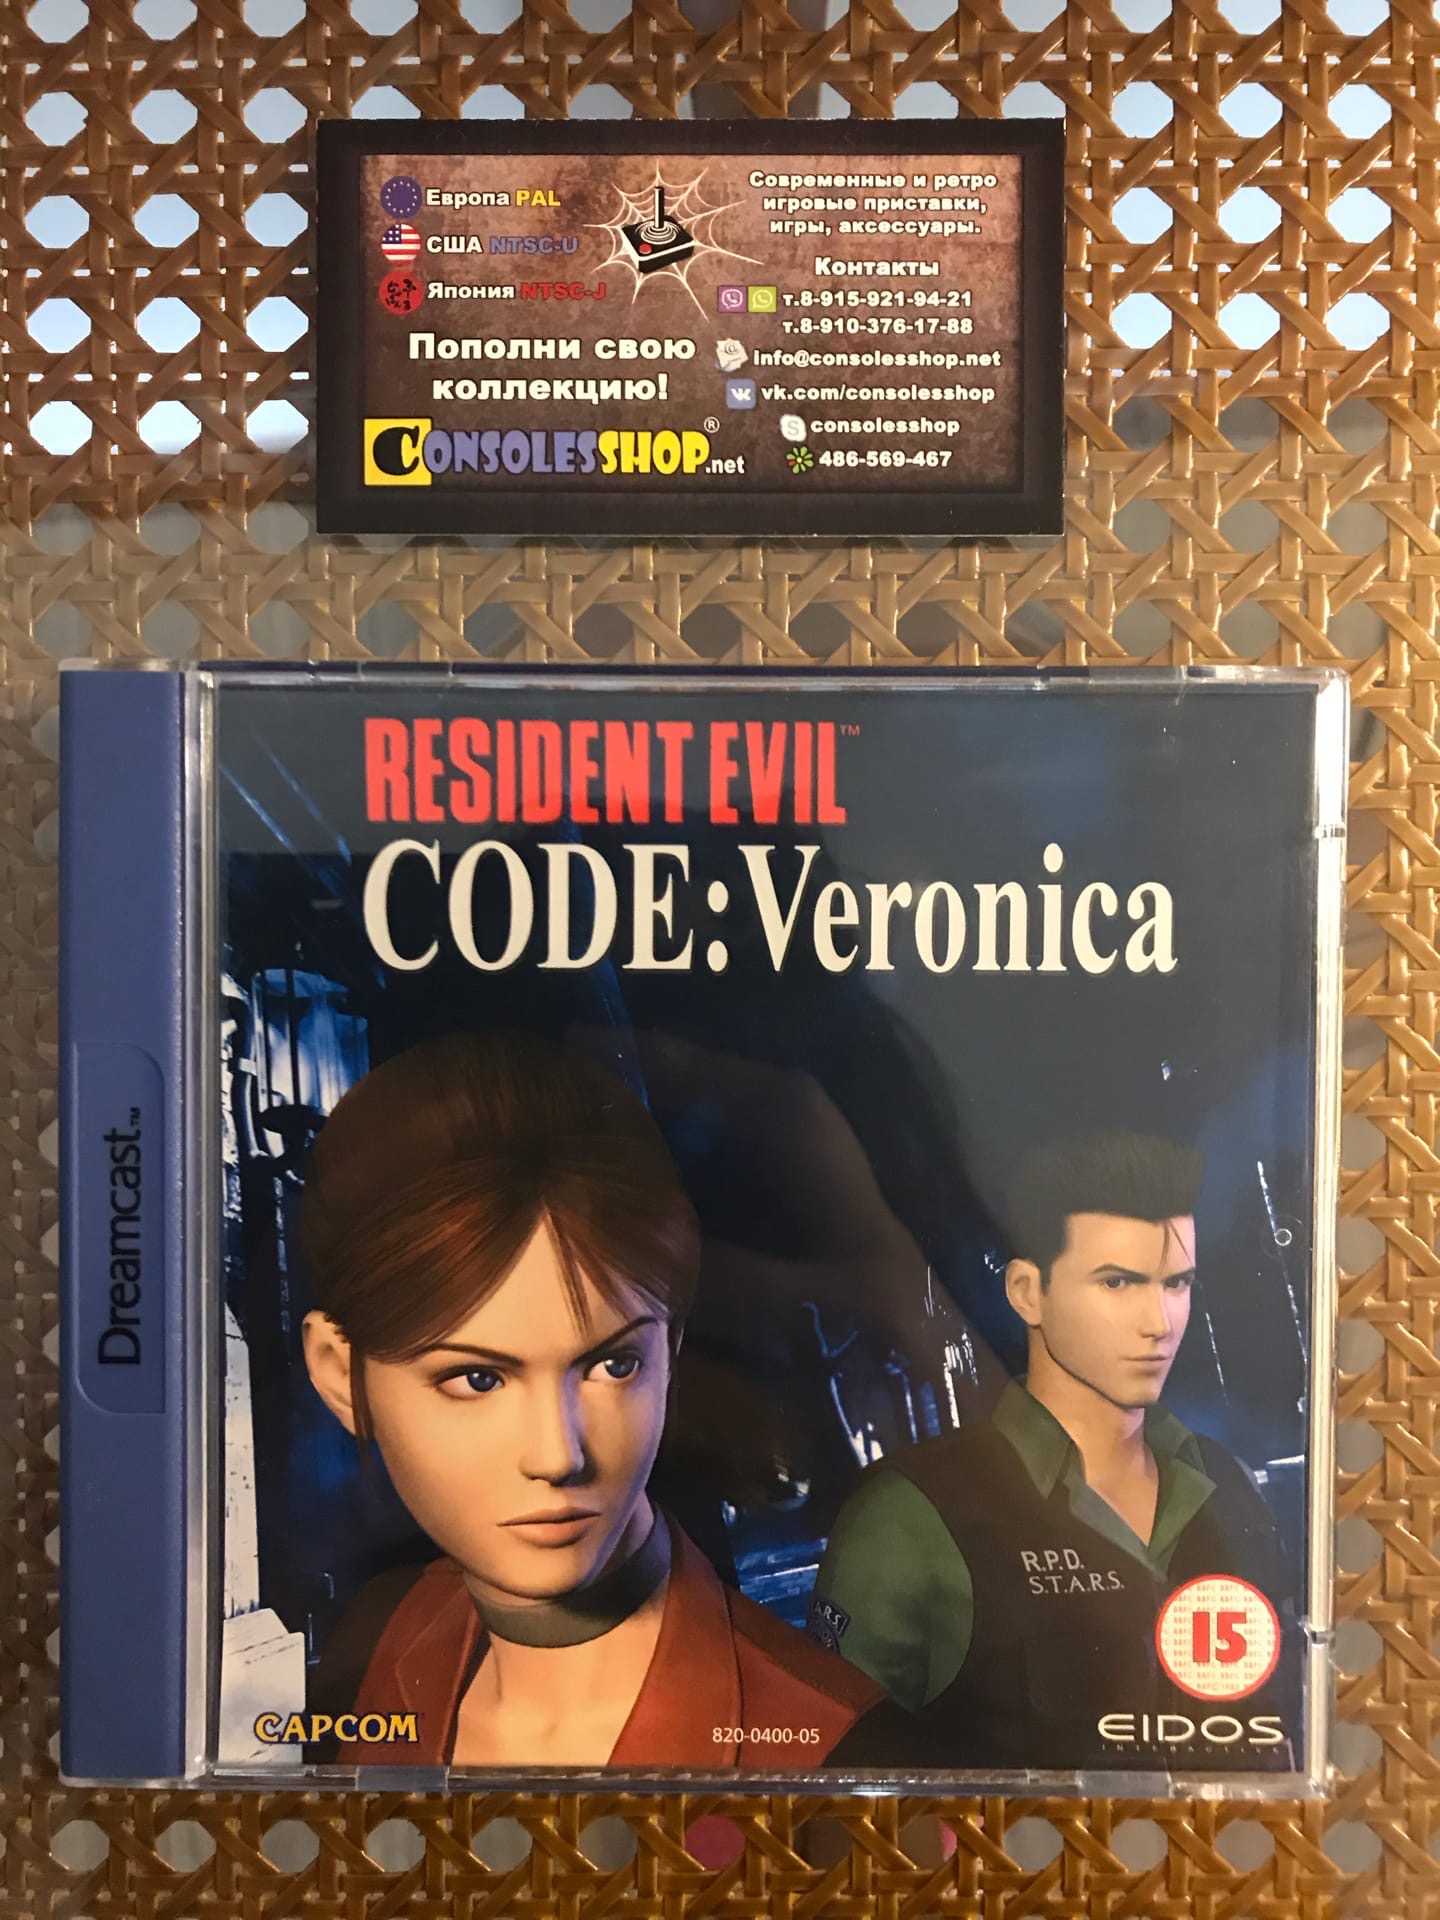 Европа PAL
США NTSC-U
Япония NTSC-J
Пополни свою
коллекцию!
CONSOLESSHOP®.net
Современные и ретро
игровые приставки,
игры, аксессуары.
Контакты
т.8-915-921-94-21
т.8-910-376-17-88
info@consolesshop.net
vk.com/consolesshop
consolesshop
486-569-467
RESIDENT EVIL™
CODE:Veronica
Dreamcast™
R.P.D.
S.T.A.R.S.
15
CAPCOM
820-0400-05
EIDOS
INTERACTIVE